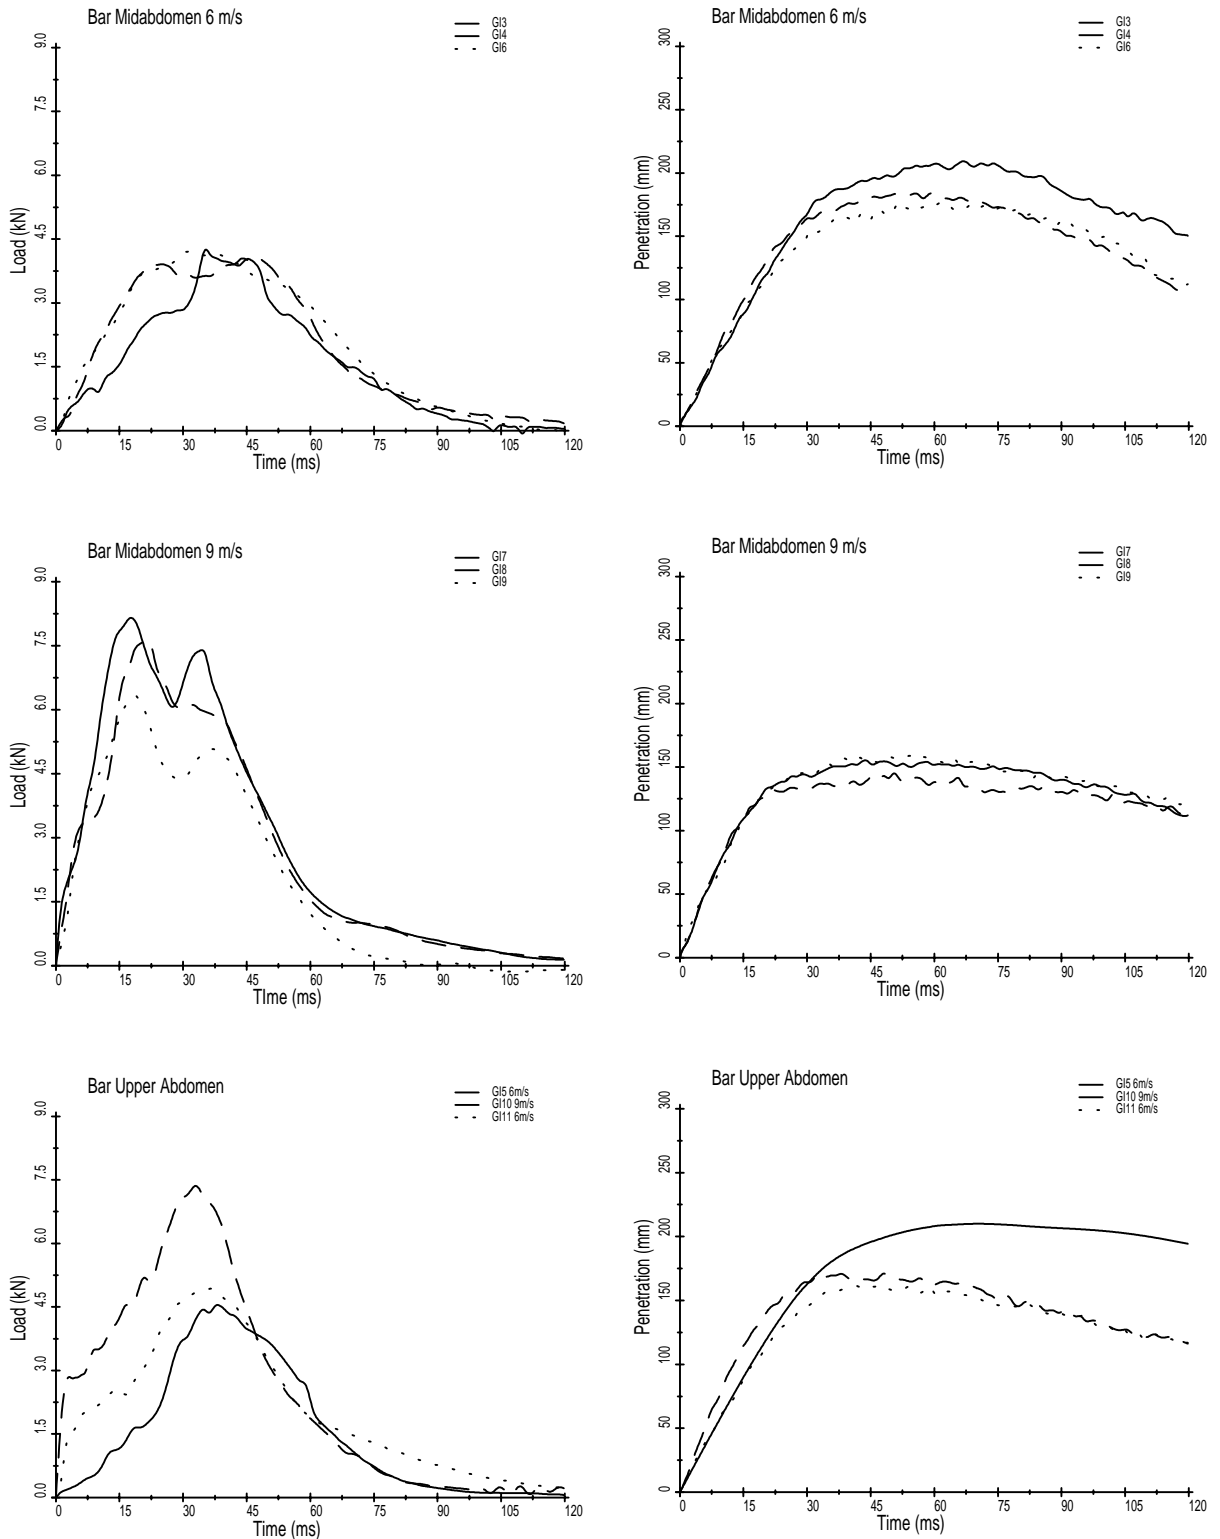 Bar Midabdomen 6 m/s
GI3
GI4
GI6
9.0
7.5
6.0
4.5
3.0
1.5
0.0
Load (kN)
0 15 30 45 60 75 90 105 120
Time (ms)
Bar Midabdomen 6 m/s
GI3
GI4
GI6
300
250
200
150
100
50
0
Penetration (mm)
0 15 30 45 60 75 90 105 120
Time (ms)
Bar Midabdomen 9 m/s
GI7
GI8
GI9
9.0
7.5
6.0
4.5
3.0
1.5
0.0
Load (kN)
0 15 30 45 60 75 90 105 120
TIme (ms)
Bar Midabdomen 9 m/s
GI7
GI8
GI9
300
250
200
150
100
50
0
Penetration (mm)
0 15 30 45 60 75 90 105 120
Time (ms)
Bar Upper Abdomen
GI5 6m/s
GI10 9m/s
GI11 6m/s
9.0
7.5
6.0
4.5
3.0
1.5
0.0
Load (kN)
0 15 30 45 60 75 90 105 120
Time (ms)
Bar Upper Abdomen
GI5 6m/s
GI10 9m/s
GI11 6m/s
300
250
200
150
100
50
0
Penetration (mm)
0 15 30 45 60 75 90 105 120
Time (ms)